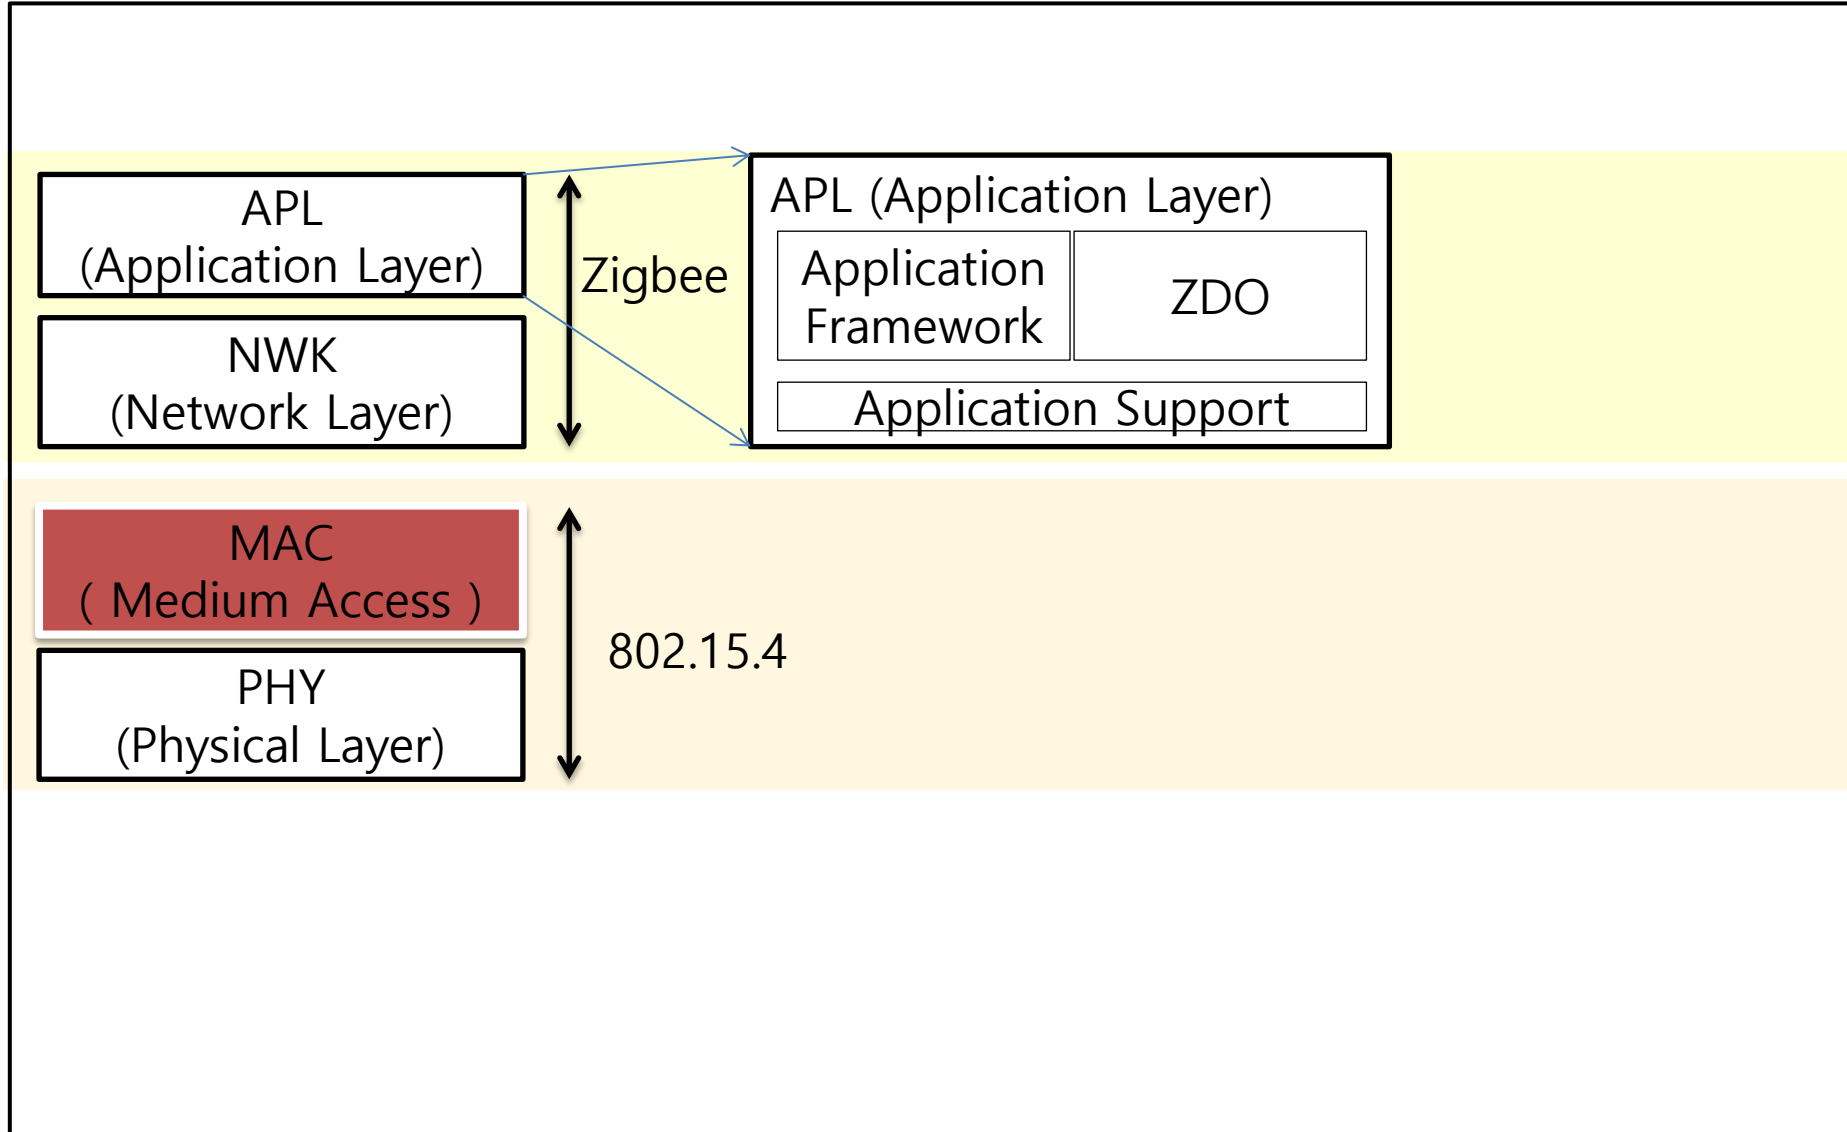 APL
(Application Layer)
NWK
(Network Layer)
Zigbee
APL (Application Layer)
Application
Framework
ZDO
Application Support
MAC
( Medium Access )
PHY
(Physical Layer)
802.15.4